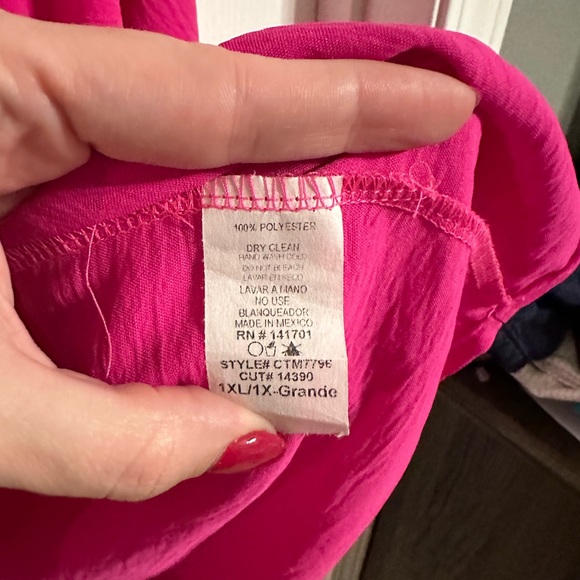 100% POLYESTER
DRY CLEAN
HAND WASH COLD
DO NOT BLEACH
LAVAR EN SECO
LAVAR A MANO
NO USE
BLANQUEADOR
MADE IN MEXICO
RN # 141701
STYLE# CTM7796
CUT# 14390
1XL/1X-Grande